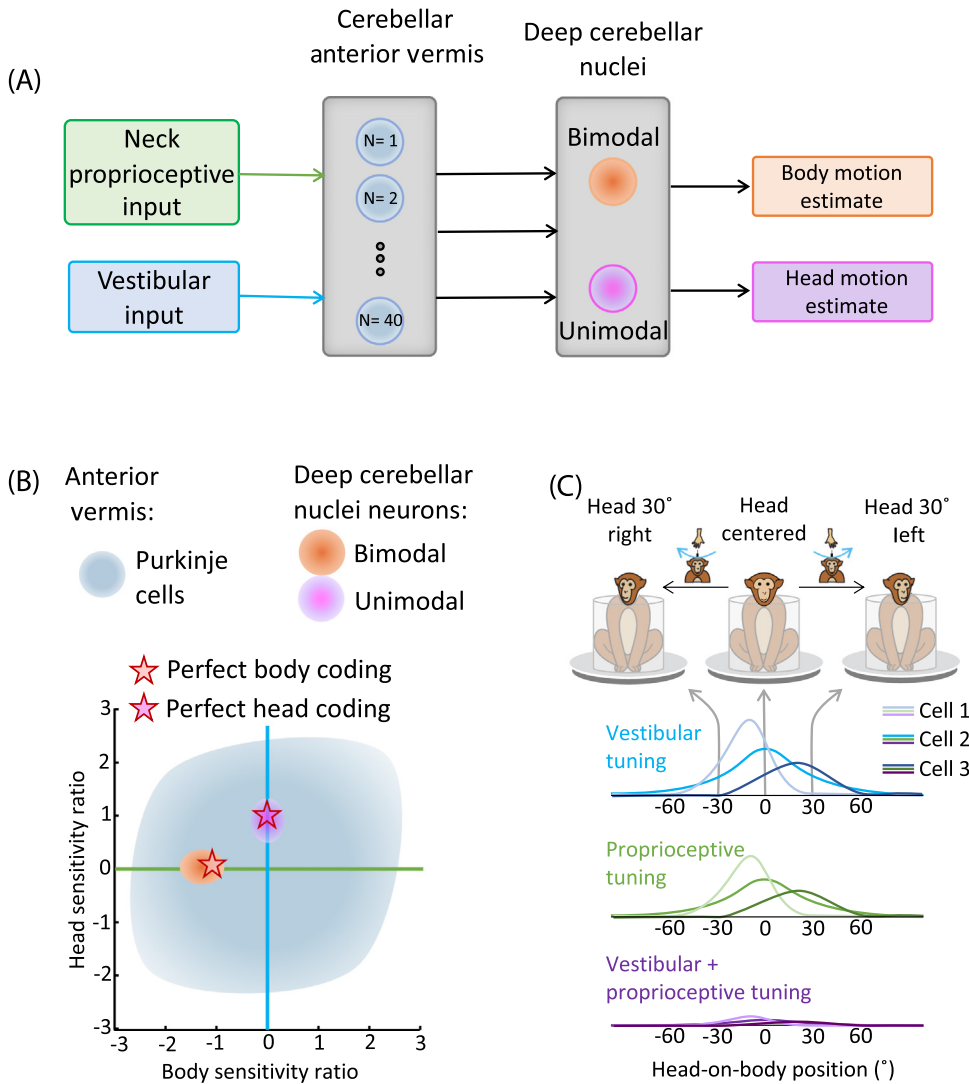 (A)
Cerebellar
anterior vermis
Deep cerebellar
nuclei
Neck
proprioceptive
input
Vestibular
input
N= 1
N= 2
N= 40
Bimodal
Unimodal
Body motion
estimate
Head motion
estimate
(B)
Anterior
vermis:
Purkinje
cells
Deep cerebellar
nuclei neurons:
Bimodal
Unimodal
Perfect body coding
Perfect head coding
Head sensitivity ratio
3
2
1
0
-1
-2
-3
-3 -2 -1 0 1 2 3
Body sensitivity ratio
(C)
Head 30˚
right
Head
centered
Head 30˚
left
Vestibular
tuning
Cell 1
Cell 2
Cell 3
-60 -30 0 30 60
Proprioceptive
tuning
-60 -30 0 30 60
Vestibular +
proprioceptive tuning
-60 -30 0 30 60
Head-on-body position (˚)